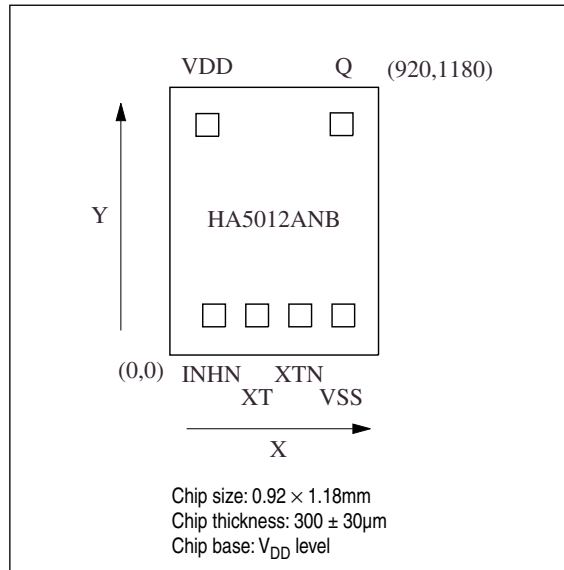 VDD Q (920,1180)
Y
HA5012ANB
(0,0) INHN XTN
XT VSS
X
Chip size: 0.92 × 1.18mm
Chip thickness: 300 ± 30μm
Chip base: VDD level